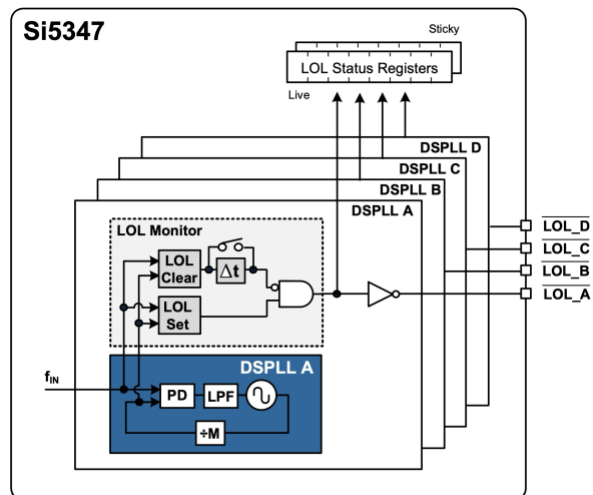 Si5347
Sticky
LOL Status Registers
Live
DSPLL D
DSPLL C
DSPLL B
DSPLL A
LOL Monitor
LOL
Clear
Δt
LOL
Set
LOL_D
LOL_C
LOL_B
LOL_A
DSPLL A
fIN
PD
LPF
÷M